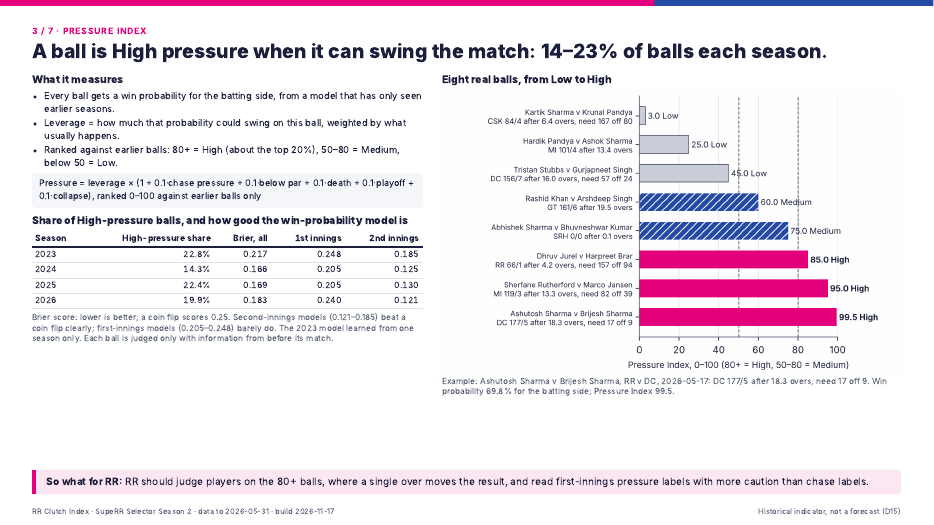 3 / 7 · PRESSURE INDEX
A ball is High pressure when it can swing the match: 14–23% of balls each season.
What it measures
• Every ball gets a win probability for the batting side, from a model that has only seen
earlier seasons.
• Leverage = how much that probability could swing on this ball, weighted by what
usually happens.
• Ranked against earlier balls: 80+ = High (about the top 20%), 50–80 = Medium,
below 50 = Low.
Pressure = leverage × (1 + 0.1·chase pressure + 0.1·below par + 0.1·death + 0.1·playoff +
0.1·collapse), ranked 0–100 against earlier balls only
Share of High-pressure balls, and how good the win-probability model is
Season High-pressure share Brier, all 1st innings 2nd innings
2023 22.8% 0.217 0.248 0.185
2024 14.3% 0.166 0.205 0.125
2025 22.4% 0.169 0.205 0.130
2026 19.9% 0.183 0.240 0.121
Brier score: lower is better; a coin flip scores 0.25. Second-innings models (0.121–0.185) beat a
coin flip clearly; first-innings models (0.205–0.248) barely do. The 2023 model learned from one
season only. Each ball is judged only with information from before its match.
Eight real balls, from Low to High
Kartik Sharma v Krunal Pandya
CSK 84/4 after 6.4 overs, need 167 off 80
3.0 Low
Hardik Pandya v Ashok Sharma
MI 101/4 after 13.4 overs
25.0 Low
Tristan Stubbs v Gurjapneet Singh
DC 156/7 after 16.0 overs, need 57 off 24
45.0 Low
Rashid Khan v Arshdeep Singh
GT 161/6 after 19.5 overs
60.0 Medium
Abhishek Sharma v Bhuvneshwar Kumar
SRH 0/0 after 0.1 overs
75.0 Medium
Dhruv Jurel v Harpreet Brar
RR 66/1 after 4.2 overs, need 157 off 94
85.0 High
Sherfane Rutherford v Marco Jansen
MI 119/3 after 13.3 overs, need 82 off 39
95.0 High
Ashutosh Sharma v Brijesh Sharma
DC 177/5 after 18.3 overs, need 17 off 9
99.5 High
0 20 40 60 80 100
Pressure Index, 0–100 (80+ = High, 50–80 = Medium)
Example: Ashutosh Sharma v Brijesh Sharma, RR v DC, 2026-05-17: DC 177/5 after 18.3 overs, need 17 off 9. Win
probability 69.8% for the batting side; Pressure Index 99.5.
So what for RR: RR should judge players on the 80+ balls, where a single over moves the result, and read first-innings pressure labels with more caution than chase labels.
RR Clutch Index · SupeRR Selector Season 2 · data to 2026-05-31 · build 2026-11-17
Historical indicator, not a forecast (D15)